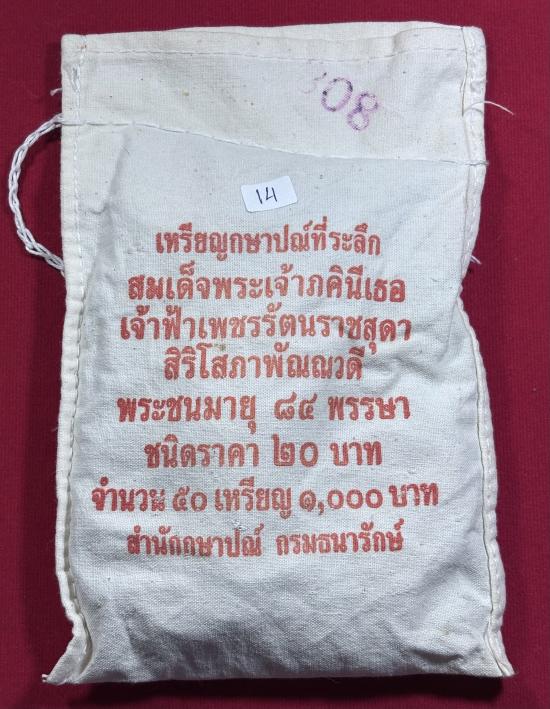 308
14
เหรียญกษาปณ์ที่ระลึก
สมเด็จพระเจ้าภคินีเธอ
เจ้าฟ้าเพชรรัตนราชสุดา
สิริโสภาพัณณวดี
พระชนมายุ ๘๔ พรรษา
ชนิดราคา ๒๐ บาท
จำนวน ๕๐ เหรียญ ๑,๐๐๐ บาท
สำนักกษาปณ์ กรมธนารักษ์